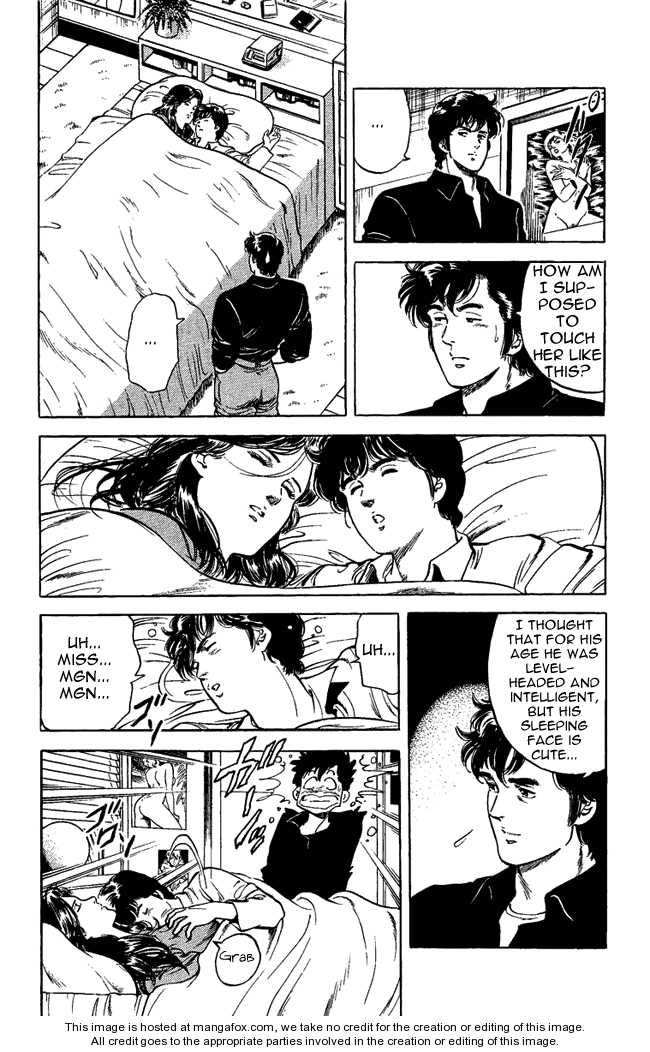 ...
...
HOW AM
I SUP-
POSED
TO
TOUCH
HER LIKE
THIS?
UH...
UH...
MISS...
MGN...
MGN...
I THOUGHT
THAT FOR HIS
AGE HE WAS
LEVEL-
HEADED AND
INTELLIGENT,
BUT HIS
SLEEPING
FACE IS
CUTE...
Grab
This image is hosted at mangafox.com, we take no credit for the creation or editing of this image.
All credit goes to the appropriate parties involved in the creation or editing of this image.